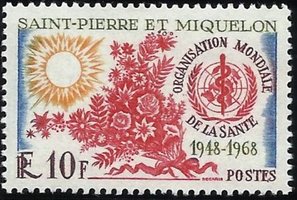 SAINT-PIERRE ET MIQUELON
ORGANISATION MONDIALE
DE LA SANTE
1948-1968
RF 10F
POSTES